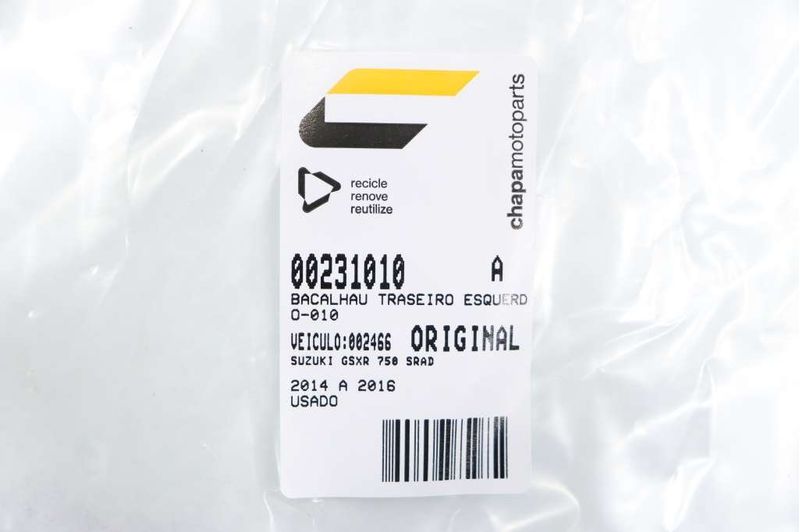 chapamotoparts
recicle
renove
reutilize
00231010 A
BACALHAU TRASEIRO ESQUERD
O-010
VEICULO:002466 ORIGINAL
SUZUKI GSXR 750 SRAD
2014 A 2016
USADO